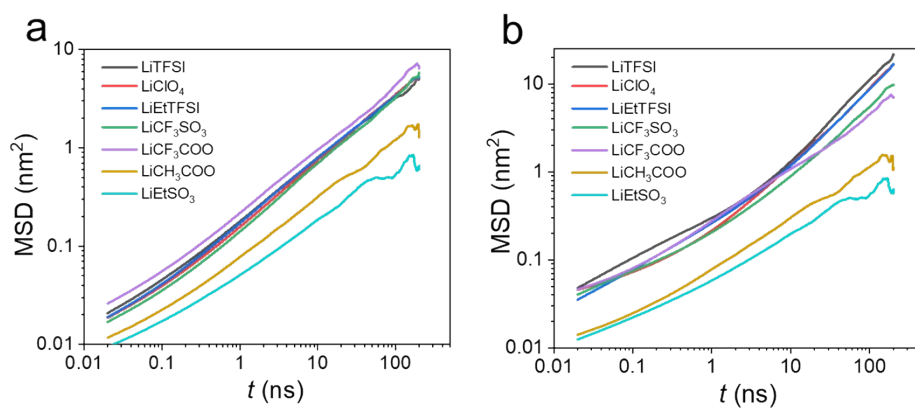 a
10
1
0.1
0.01
MSD (nm²)
LiTFSI
LiClO₄
LiEtTFSI
LiCF₃SO₃
LiCF₃COO
LiCH₃COO
LiEtSO₃
0.01 0.1 1 10 100
t (ns)
b
10
1
0.1
0.01
MSD (nm²)
LiTFSI
LiClO₄
LiEtTFSI
LiCF₃SO₃
LiCF₃COO
LiCH₃COO
LiEtSO₃
0.01 0.1 1 10 100
t (ns)